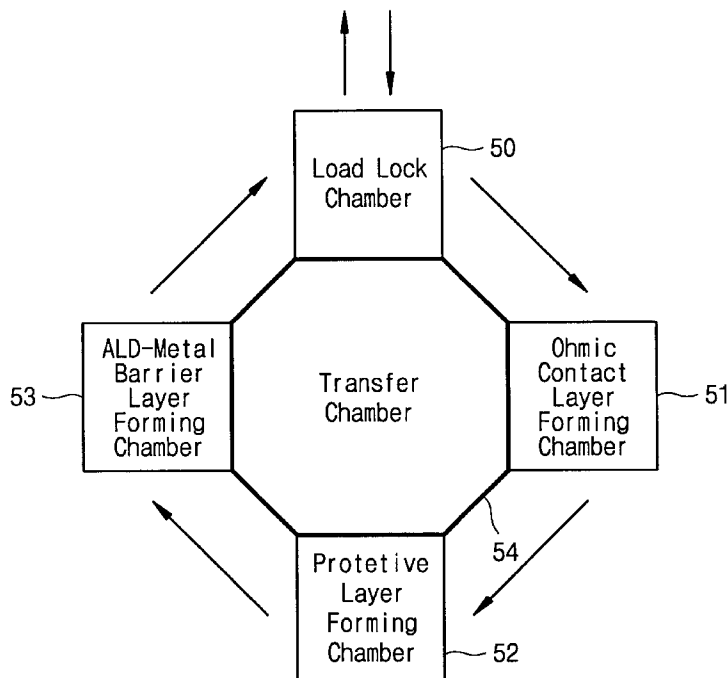 Load Lock
Chamber
50
ALD-Metal
Barrier
Layer
Forming
Chamber
53
Transfer
Chamber
Ohmic
Contact
Layer
Forming
Chamber
51
54
Protetive
Layer
Forming
Chamber
52